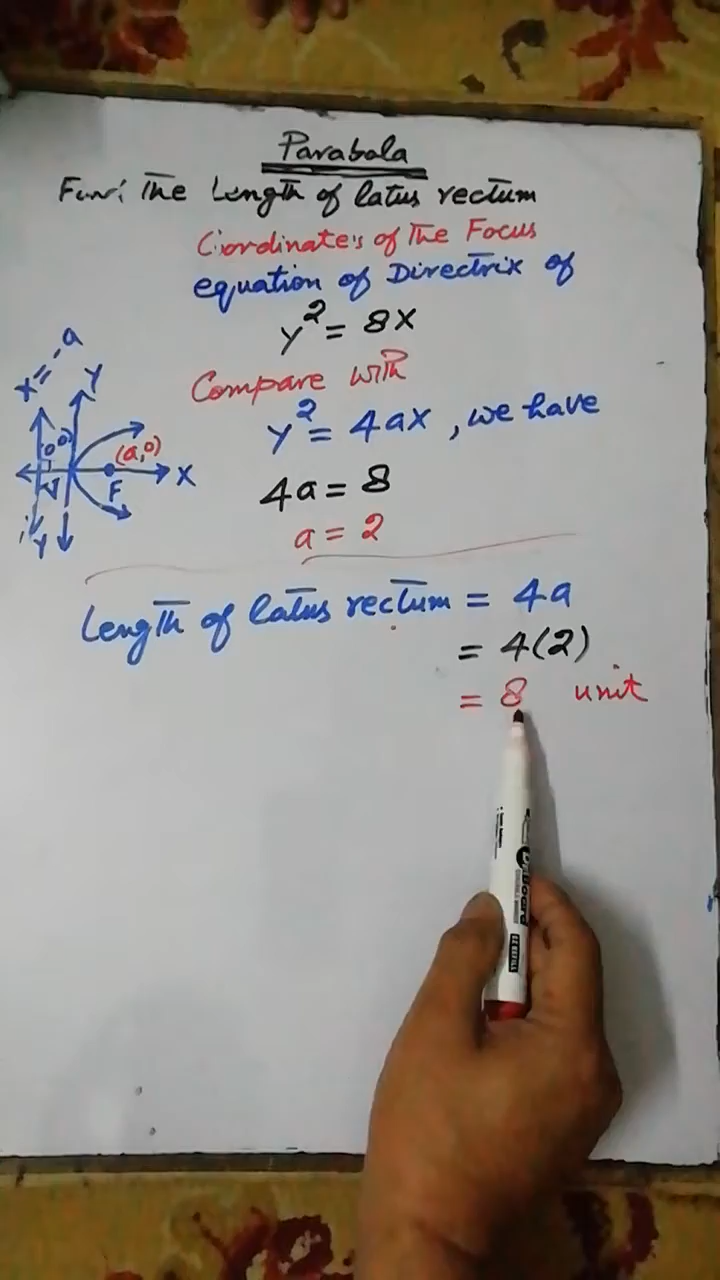 Parabola
Find The Length of latus rectum
Coordinate's of The Focus
equation of Directrix of
y² = 8x
Compare with
y² = 4ax , we have
4a = 8
a = 2
x = -a
Y
(a,0)
X
F
V
Y
Length of latus rectum = 4a
= 4(2)
= 8 unit
OnBoard